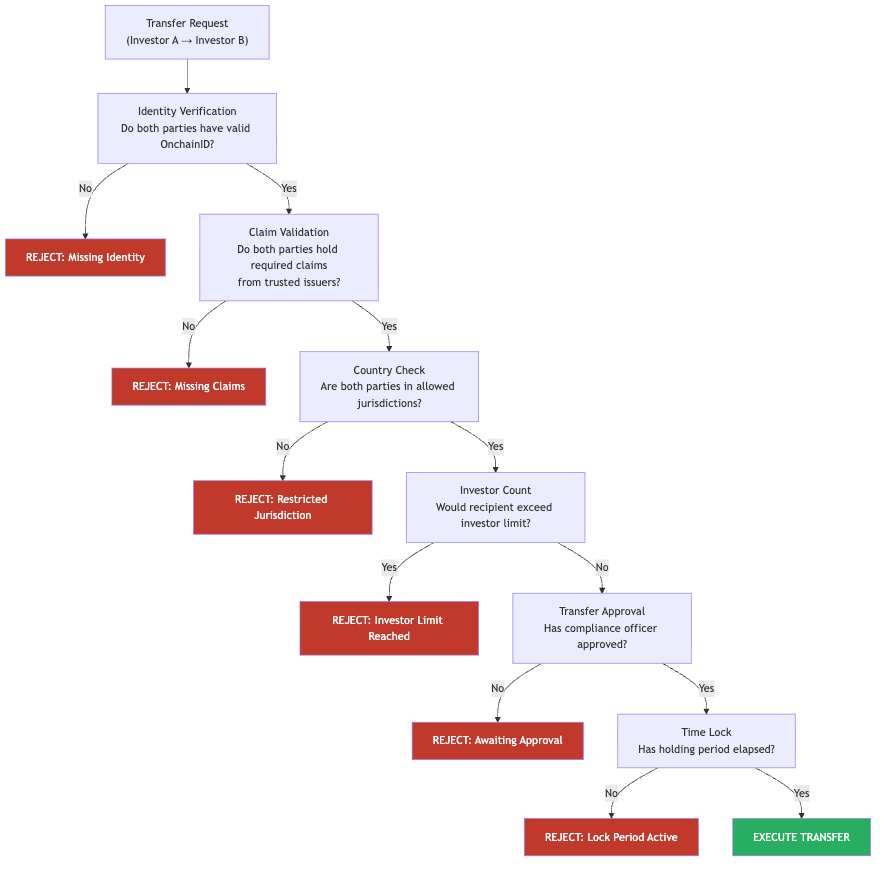 Transfer Request
(Investor A → Investor B)
Identity Verification
Do both parties have valid
OnchainID?
No
Yes
REJECT: Missing Identity
Claim Validation
Do both parties hold
required claims
from trusted issuers?
No
Yes
REJECT: Missing Claims
Country Check
Are both parties in allowed
jurisdictions?
No
Yes
REJECT: Restricted
Jurisdiction
Investor Count
Would recipient exceed
investor limit?
Yes
No
REJECT: Investor Limit
Reached
Transfer Approval
Has compliance officer
approved?
No
Yes
REJECT: Awaiting Approval
Time Lock
Has holding period elapsed?
No
Yes
REJECT: Lock Period Active
EXECUTE TRANSFER